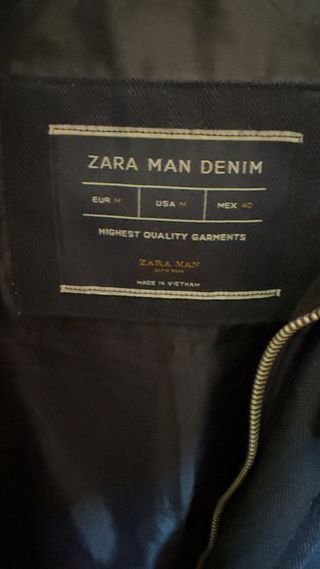 ZARA MAN DENIM
EUR M USA M MEX 40
HIGHEST QUALITY GARMENTS
ZARA MAN
MADE IN VIETNAM